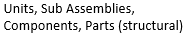 Units, Sub Assemblies,
Components, Parts (structural)